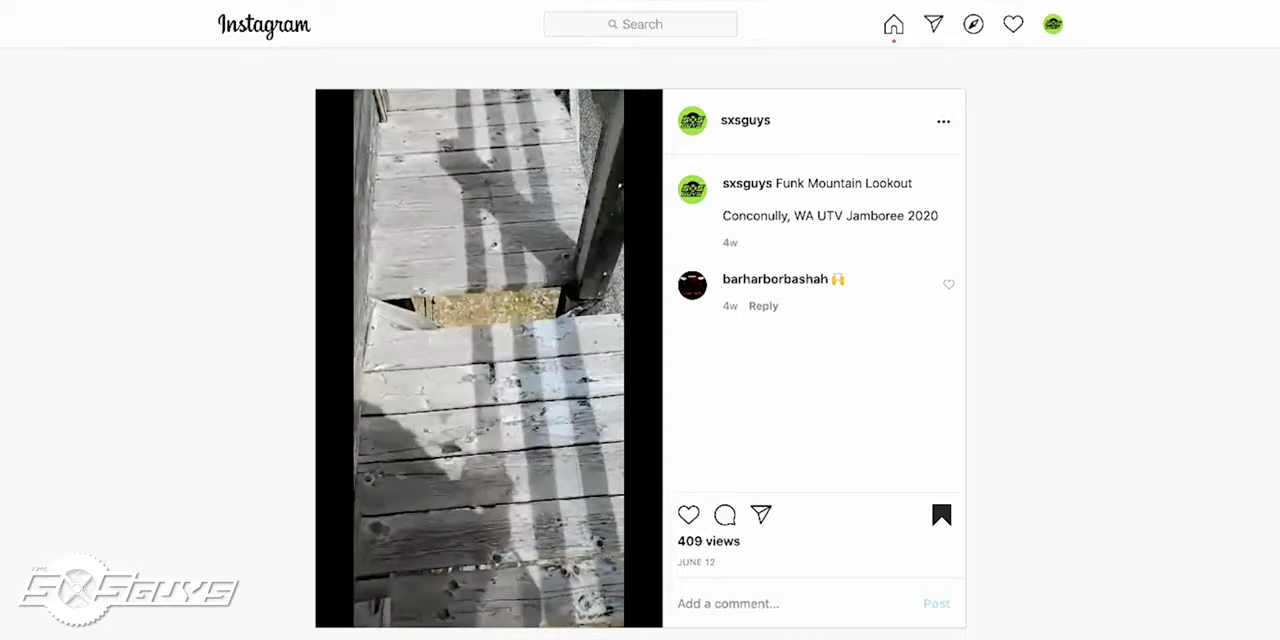 Instagram
Search
sxsguys
sxsguys Funk Mountain Lookout
Conconully, WA UTV Jamboree 2020
4w
barharborbashah 🙌
4w Reply
409 views
JUNE 12
Add a comment... Post
THE
SXSGUYS